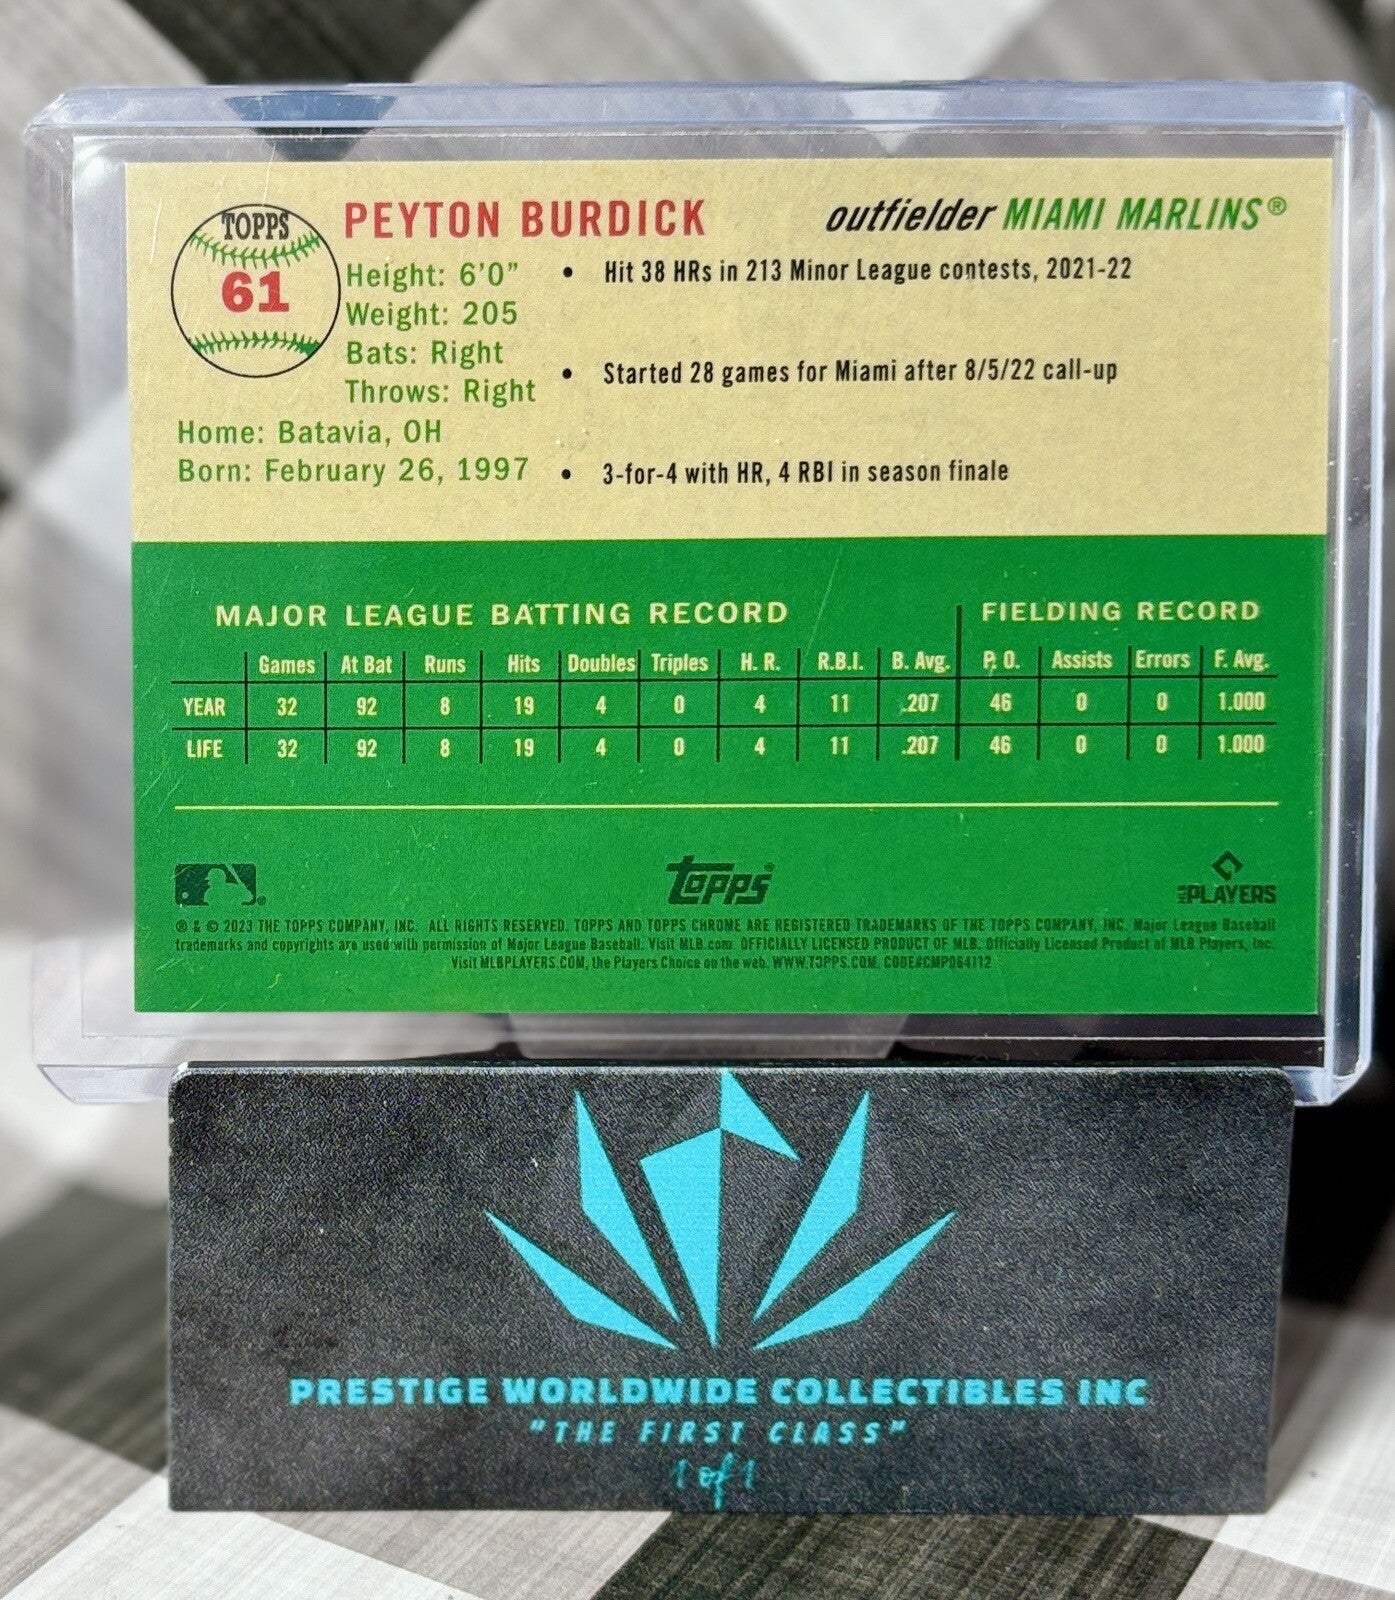 TOPPS
61
PEYTON BURDICK
outfielder MIAMI MARLINS®
Height: 6'0"
Weight: 205
Bats: Right
Throws: Right
Home: Batavia, OH
Born: February 26, 1997
• Hit 38 HRs in 213 Minor League contests, 2021-22
• Started 28 games for Miami after 8/5/22 call-up
• 3-for-4 with HR, 4 RBI in season finale
MAJOR LEAGUE BATTING RECORD FIELDING RECORD
Games At Bat Runs Hits Doubles Triples H. R. R.B.I. B. Avg. P. O. Assists Errors F. Avg.
YEAR 32 92 8 19 4 0 4 11 .207 46 0 0 1.000
LIFE 32 92 8 19 4 0 4 11 .207 46 0 0 1.000
topps®
PLAYERS
® & © 2023 THE TOPPS COMPANY, INC. ALL RIGHTS RESERVED. TOPPS AND TOPPS CHROME ARE REGISTERED TRADEMARKS OF THE TOPPS COMPANY, INC. Major League Baseball
trademarks and copyrights are used with permission of Major League Baseball. Visit MLB.com. OFFICIALLY LICENSED PRODUCT OF MLB. Officially Licensed Product of MLB Players, Inc.
Visit MLBPLAYERS.COM, the Players Choice on the web. WWW.TOPPS.COM. CODE#CMP064112
PRESTIGE WORLDWIDE COLLECTIBLES INC
"THE FIRST CLASS"
1 of 1